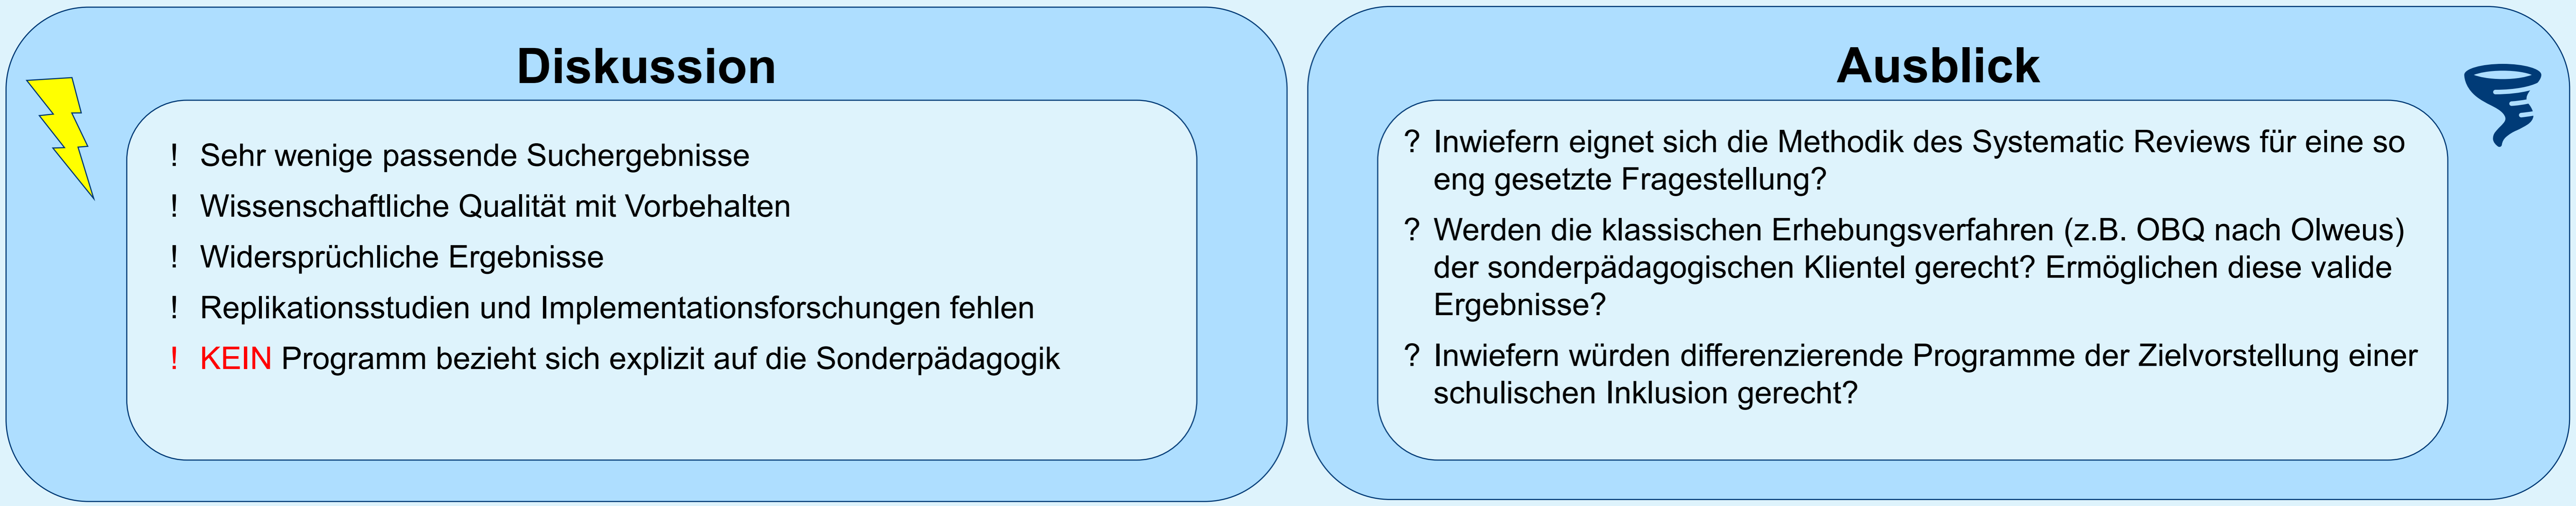 Diskussion
! Sehr wenige passende Suchergebnisse
! Wissenschaftliche Qualität mit Vorbehalten
! Widersprüchliche Ergebnisse
! Replikationsstudien und Implementationsforschungen fehlen
! KEIN Programm bezieht sich explizit auf die Sonderpädagogik
Ausblick
? Inwiefern eignet sich die Methodik des Systematic Reviews für eine so
eng gesetzte Fragestellung?
? Werden die klassischen Erhebungsverfahren (z.B. OBQ nach Olweus)
der sonderpädagogischen Klientel gerecht? Ermöglichen diese valide
Ergebnisse?
? Inwiefern würden differenzierende Programme der Zielvorstellung einer
schulischen Inklusion gerecht?